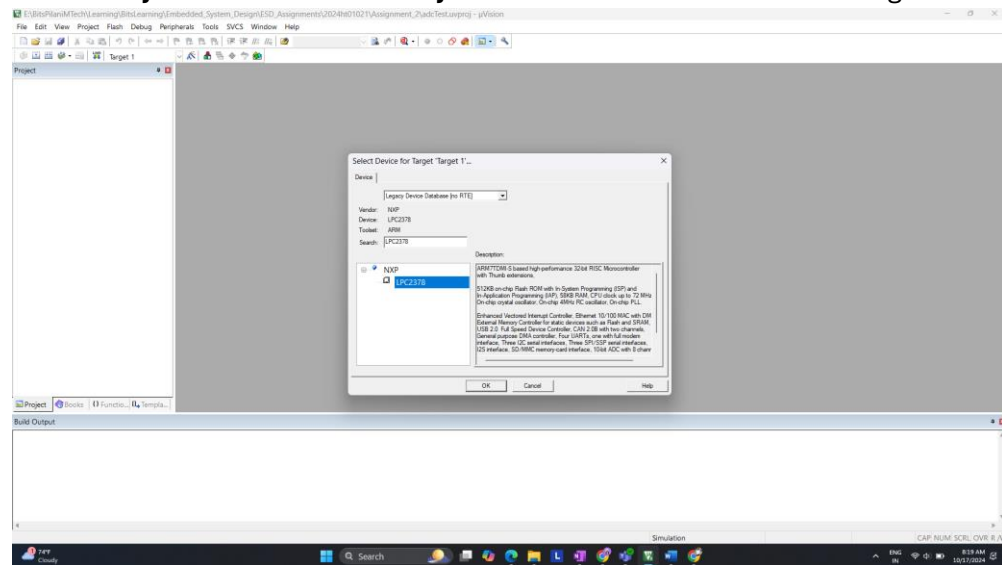 E:\BitsPilaniMTech\Learning\BitsLearning\Embedded_System_Design\ESD_Assignments\2024ht01021\Assignment_2\adcTest.uvproj - µVision
File Edit View Project Flash Debug Peripherals Tools SVCS Window Help
Target 1
Project
Select Device for Target 'Target 1'...
Device
Legacy Device Database [no RTE]
Vendor: NXP
Device: LPC2378
Toolset: ARM
Search: LPC2378
Description:
NXP
LPC2378
ARM7TDMI-S based high-performance 32-bit RISC Microcontroller
with Thumb extensions.
512KB on-chip Flash ROM with In-System Programming (ISP) and
In-Application Programming (IAP), 58KB RAM, CPU clock up to 72 MHz
On-chip crystal oscillator, On-chip 4MHz RC oscillator, On-chip PLL.
Enhanced Vectored Interrupt Controller, Ethernet 10/100 MAC with DM
External Memory Controller for static devices such as Flash and SRAM,
USB 2.0 Full Speed Device Controller, CAN 2.0B with two channels,
General purpose DMA controller, Four UARTs, one with full modem
interface, Three I2C serial interfaces, Three SPI/SSP serial interfaces,
I2S interface, SD/MMC memory card interface, 10-bit ADC with 8 chann
OK Cancel Help
Project Books Functio... Templa...
Build Output
Simulation
CAP NUM SCRL OVR
74°F
Cloudy
Search
ENG
IN
8:19 AM
10/17/2024